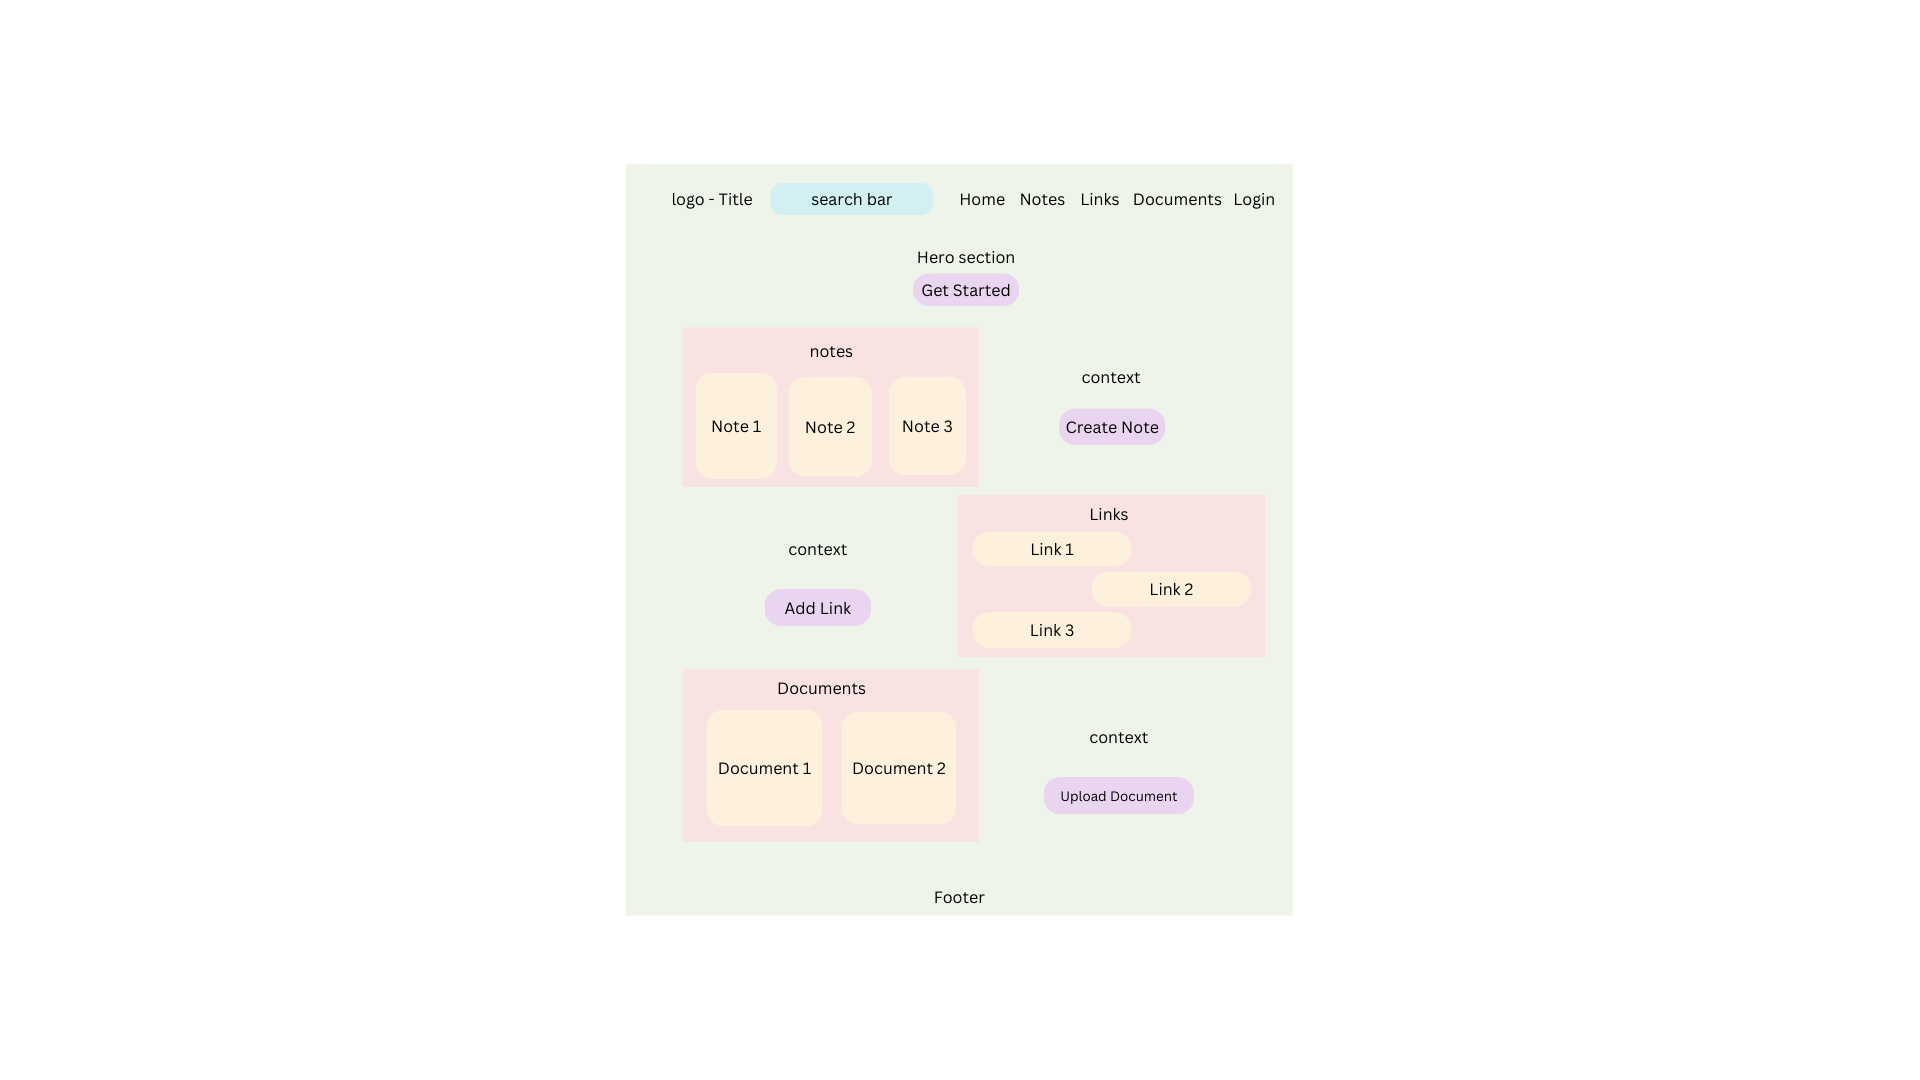 logo - Title
search bar
Home
Notes
Links
Documents
Login
Hero section
Get Started
notes
Note 1
Note 2
Note 3
context
Create Note
context
Add Link
Links
Link 1
Link 2
Link 3
Documents
Document 1
Document 2
context
Upload Document
Footer